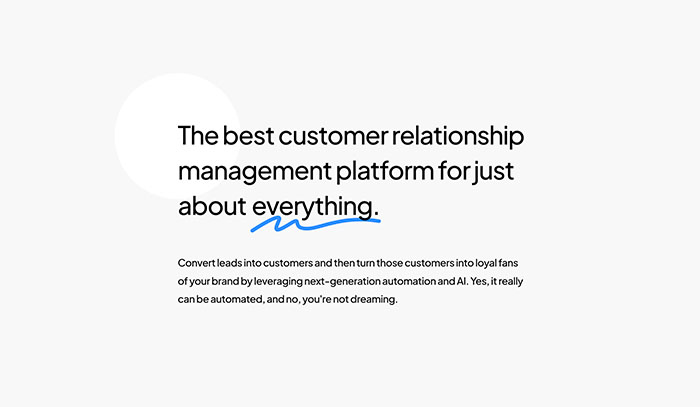 The best customer relationship
management platform for just
about everything.
Convert leads into customers and then turn those customers into loyal fans
of your brand by leveraging next-generation automation and AI. Yes, it really
can be automated, and no, you're not dreaming.